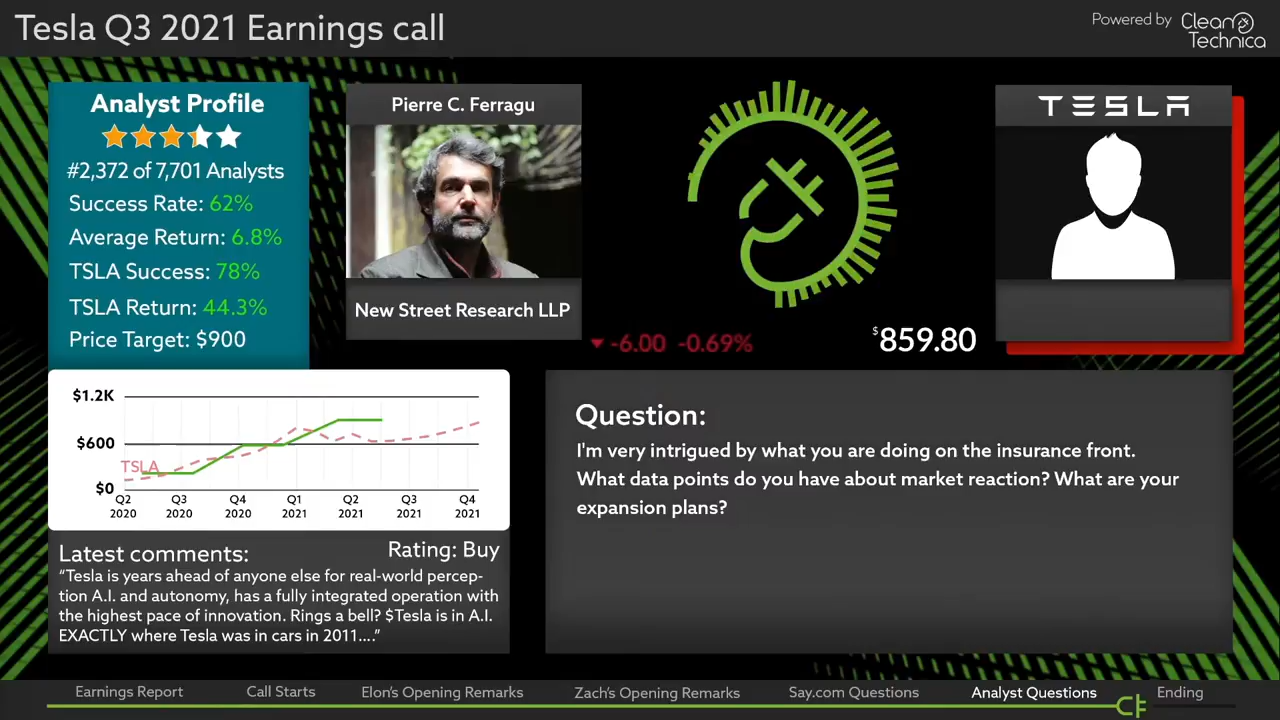 Tesla Q3 2021 Earnings call
Powered by
Clean
Technica
Analyst Profile
#2,372 of 7,701 Analysts
Success Rate: 62%
Average Return: 6.8%
TSLA Success: 78%
TSLA Return: 44.3%
Price Target: $900
Pierre C. Ferragu
New Street Research LLP
-6.00 -0.69%
$859.80
TESLA
$1.2K
$600
$0
TSLA
Q2 Q3 Q4 Q1 Q2 Q3 Q4
2020 2020 2020 2021 2021 2021 2021
Latest comments:
Rating: Buy
“Tesla is years ahead of anyone else for real-world percep-
tion A.I. and autonomy, has a fully integrated operation with
the highest pace of innovation. Rings a bell? $Tesla is in A.I.
EXACTLY where Tesla was in cars in 2011....”
Question:
I'm very intrigued by what you are doing on the insurance front.
What data points do you have about market reaction? What are your
expansion plans?
Earnings Report Call Starts Elon's Opening Remarks Zach's Opening Remarks Say.com Questions Analyst Questions Ending